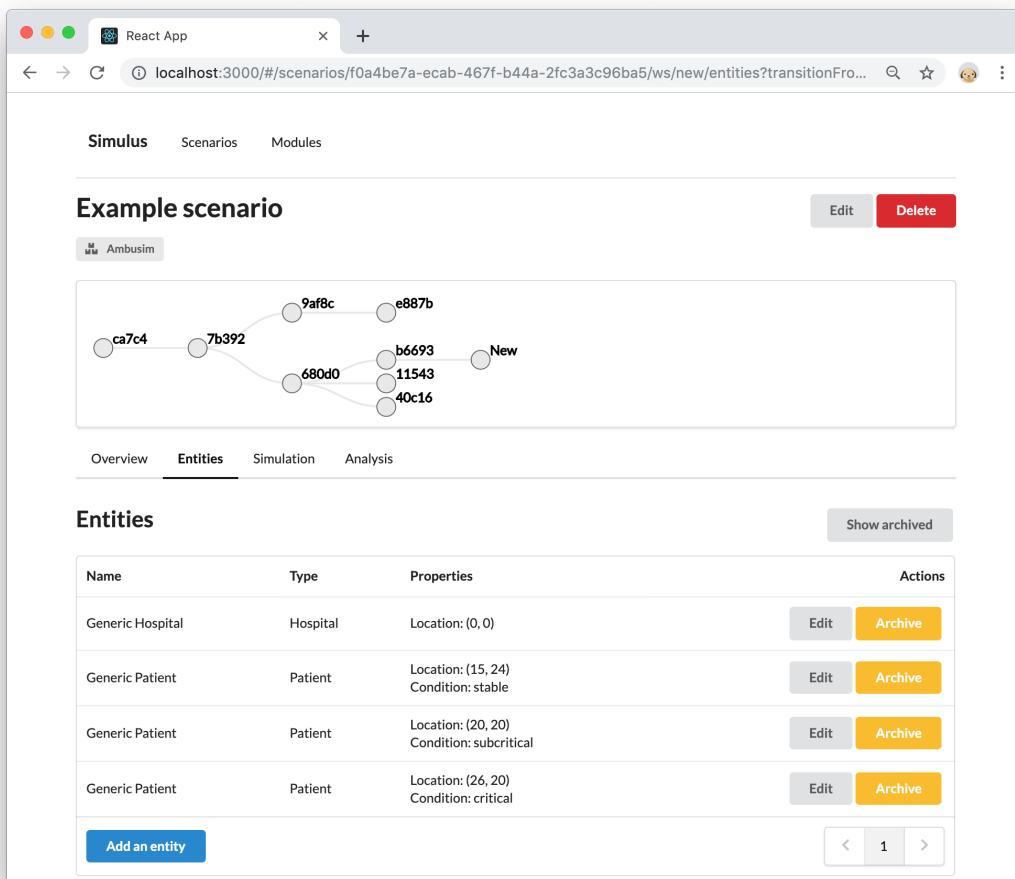 React App
localhost:3000/#/scenarios/f0a4be7a-ecab-467f-b44a-2fc3a3c96ba5/ws/new/entities?transitionFro...
Simulus Scenarios Modules
Example scenario
Edit Delete
Ambusim
9af8c e887b
ca7c4 7b392
b6693 New
680d0 11543
40c16
Overview Entities Simulation Analysis
Entities
Show archived
Name Type Properties Actions
Generic Hospital Hospital Location: (0, 0) Edit Archive
Generic Patient Patient Location: (15, 24) Edit Archive
Condition: stable
Generic Patient Patient Location: (20, 20) Edit Archive
Condition: subcritical
Generic Patient Patient Location: (26, 20) Edit Archive
Condition: critical
Add an entity 1